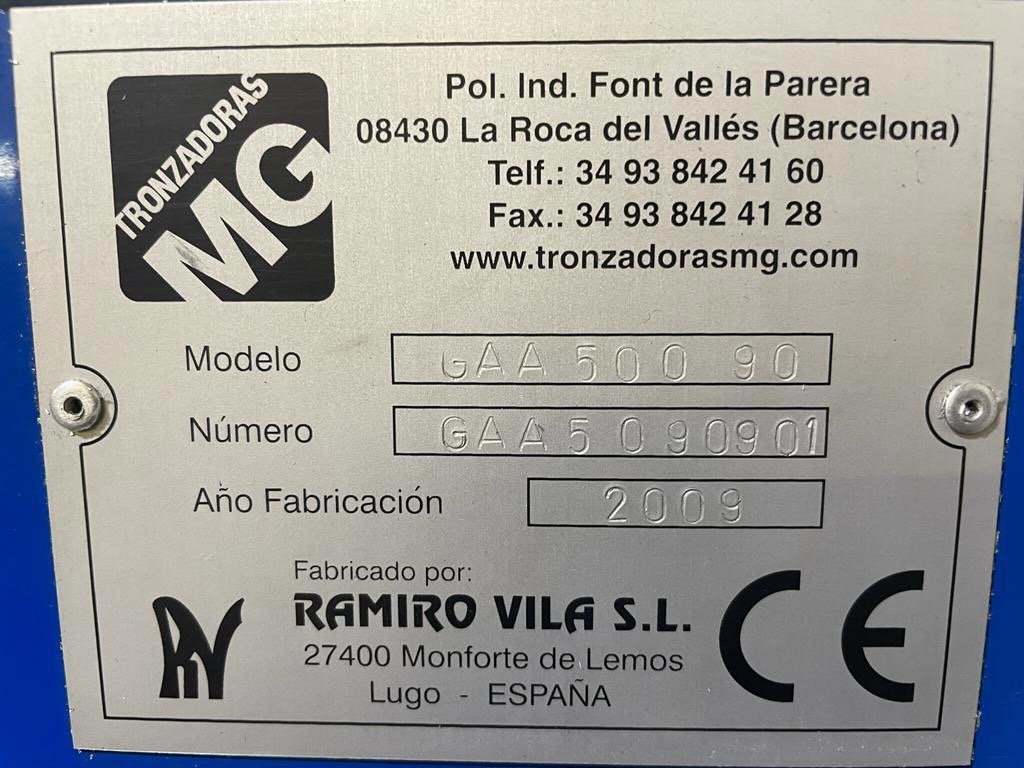 TRONZADORAS
MG
Pol. Ind. Font de la Parera
08430 La Roca del Vallés (Barcelona)
Telf.: 34 93 842 41 60
Fax.: 34 93 842 41 28
www.tronzadorasmg.com
Modelo GAA 500 90
Número GAA5090901
Año Fabricación 2009
Fabricado por:
RV RAMIRO VILA S.L.
27400 Monforte de Lemos
Lugo - ESPAÑA
CE